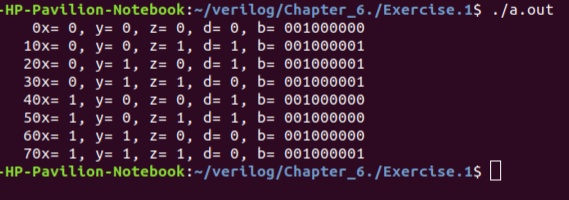 -HP-Pavilion-Notebook:~/verilog/Chapter_6./Exercise.1$ ./a.out
0x= 0, y= 0, z= 0, d= 0, b= 001000000
10x= 0, y= 0, z= 1, d= 1, b= 001000001
20x= 0, y= 1, z= 0, d= 1, b= 001000000
30x= 0, y= 1, z= 1, d= 0, b= 001000001
40x= 1, y= 0, z= 0, d= 1, b= 001000000
50x= 1, y= 0, z= 1, d= 1, b= 001000001
60x= 1, y= 1, z= 0, d= 0, b= 001000000
70x= 1, y= 1, z= 1, d= 0, b= 001000001
-HP-Pavilion-Notebook:~/verilog/Chapter_6./Exercise.1$